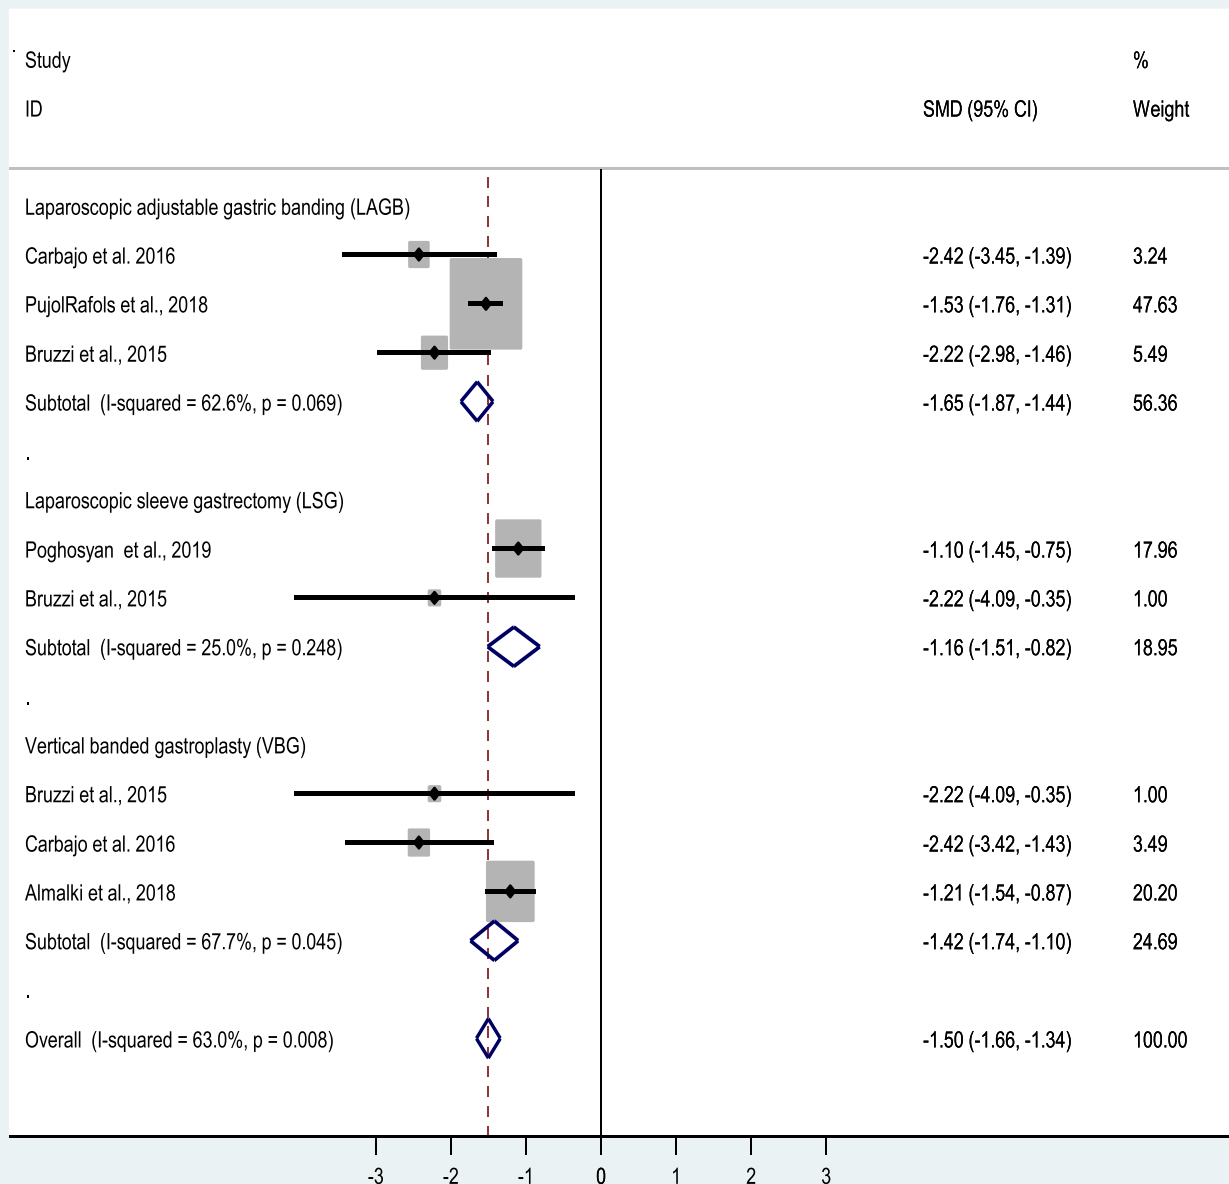 Study %
ID SMD (95% CI) Weight
Laparoscopic adjustable gastric banding (LAGB)
Carbajo et al. 2016 -2.42 (-3.45, -1.39) 3.24
PujolRafols et al., 2018 -1.53 (-1.76, -1.31) 47.63
Bruzzi et al., 2015 -2.22 (-2.98, -1.46) 5.49
Subtotal (I-squared = 62.6%, p = 0.069) -1.65 (-1.87, -1.44) 56.36
.
Laparoscopic sleeve gastrectomy (LSG)
Poghosyan et al., 2019 -1.10 (-1.45, -0.75) 17.96
Bruzzi et al., 2015 -2.22 (-4.09, -0.35) 1.00
Subtotal (I-squared = 25.0%, p = 0.248) -1.16 (-1.51, -0.82) 18.95
.
Vertical banded gastroplasty (VBG)
Bruzzi et al., 2015 -2.22 (-4.09, -0.35) 1.00
Carbajo et al. 2016 -2.42 (-3.42, -1.43) 3.49
Almalki et al., 2018 -1.21 (-1.54, -0.87) 20.20
Subtotal (I-squared = 67.7%, p = 0.045) -1.42 (-1.74, -1.10) 24.69
.
Overall (I-squared = 63.0%, p = 0.008) -1.50 (-1.66, -1.34) 100.00
-3 -2 -1 0 1 2 3